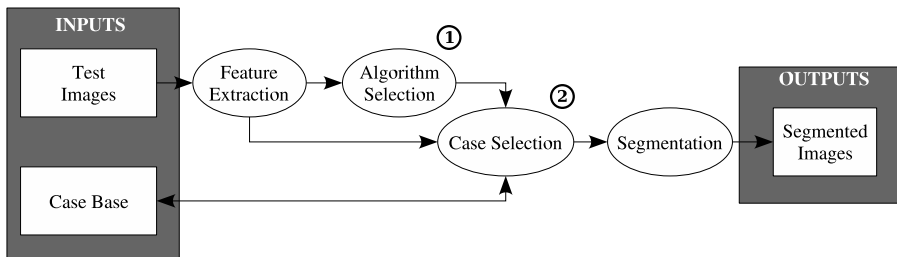 INPUTS
Test
Images
Feature
Extraction
1
Algorithm
Selection
2
Case Selection
Segmentation
OUTPUTS
Segmented
Images
Case Base